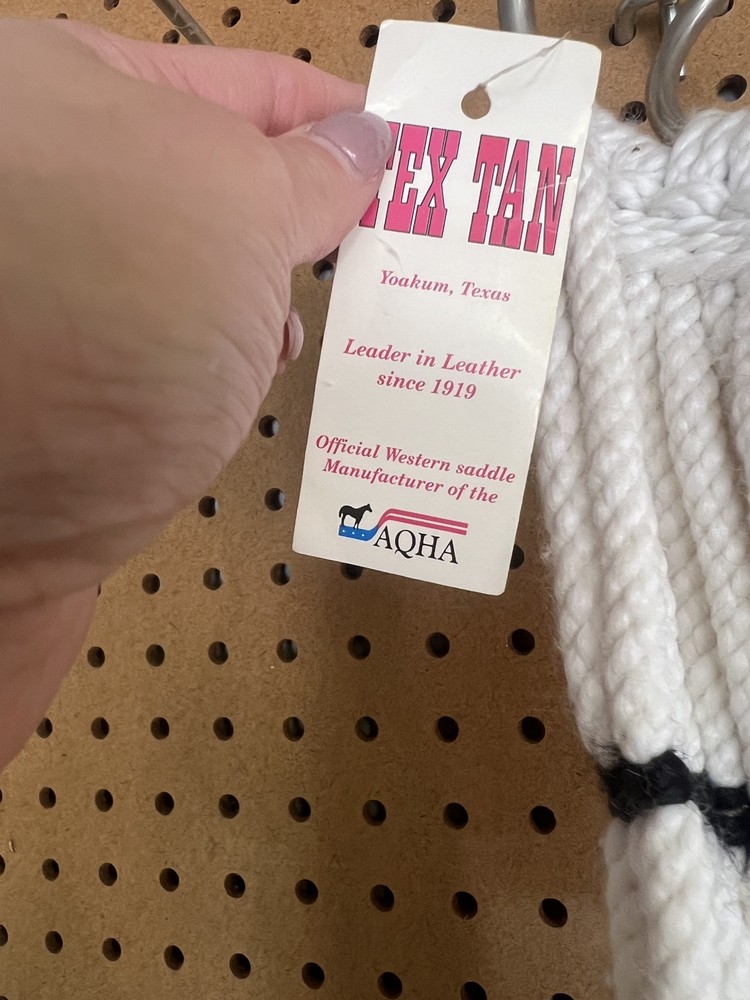 TEX TAN
Yoakum, Texas
Leader in Leather
since 1919
Official Western saddle
Manufacturer of the
AQHA